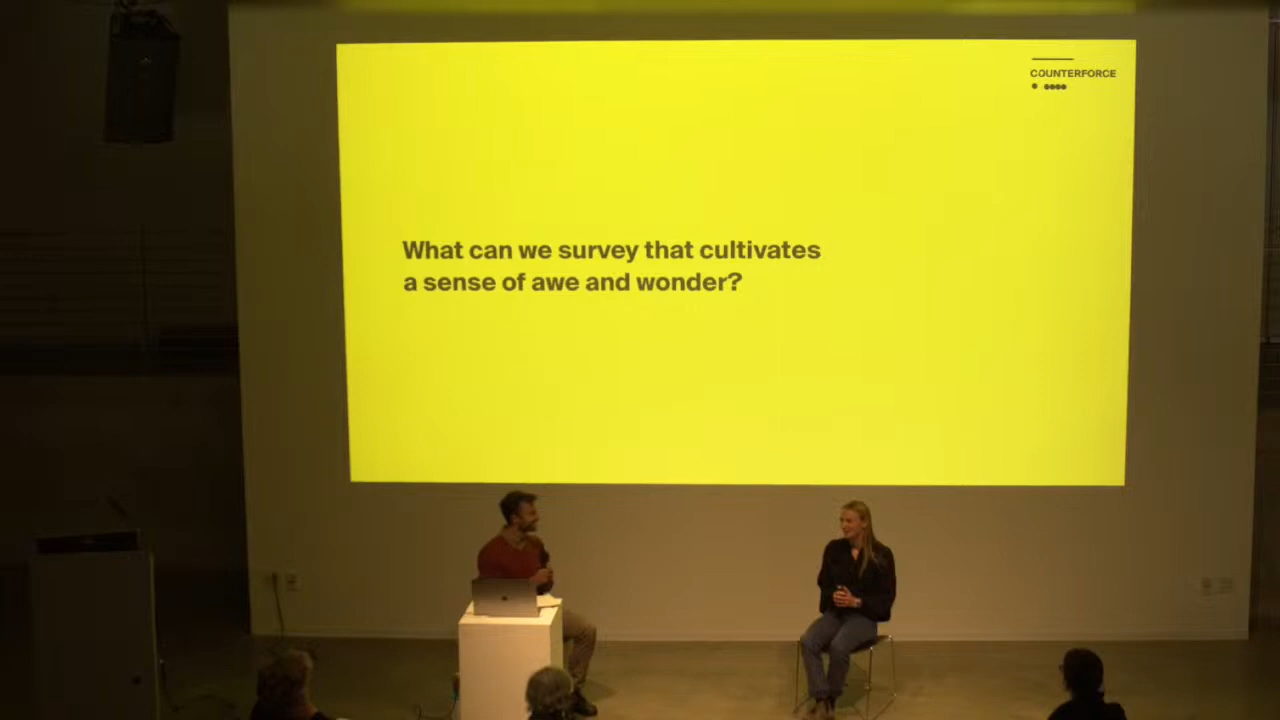 COUNTERFORCE
What can we survey that cultivates
a sense of awe and wonder?